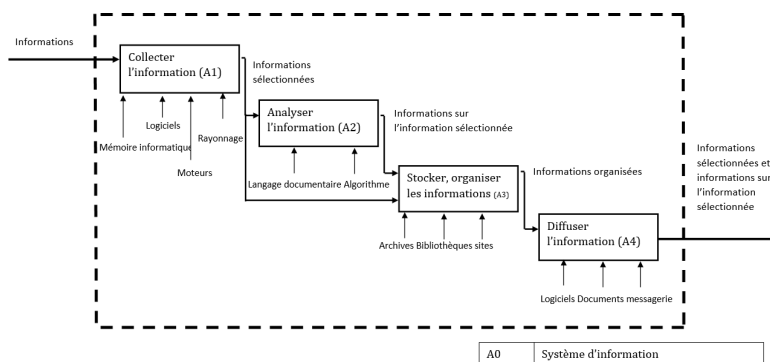 Informations
Collecter
l'information (A1)
Informations
sélectionnées
Logiciels
Rayonnage
Mémoire informatique
Moteurs
Analyser
l'information (A2)
Informations sur
l'information sélectionnée
Langage documentaire Algorithme
Stocker, organiser
les informations (A3)
Informations organisées
Archives Bibliothèques sites
Diffuser
l'information (A4)
Informations
sélectionnées et
informations sur
l'information
sélectionnée
Logiciels Documents messagerie
A0 Système d'information